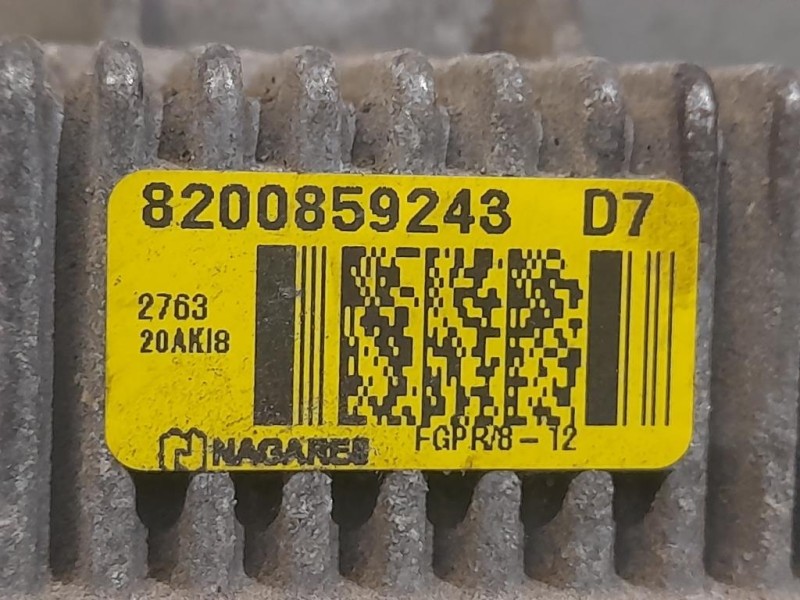 8200859243 D7
2763
20AKI8
NAGARES FGPR/8-12